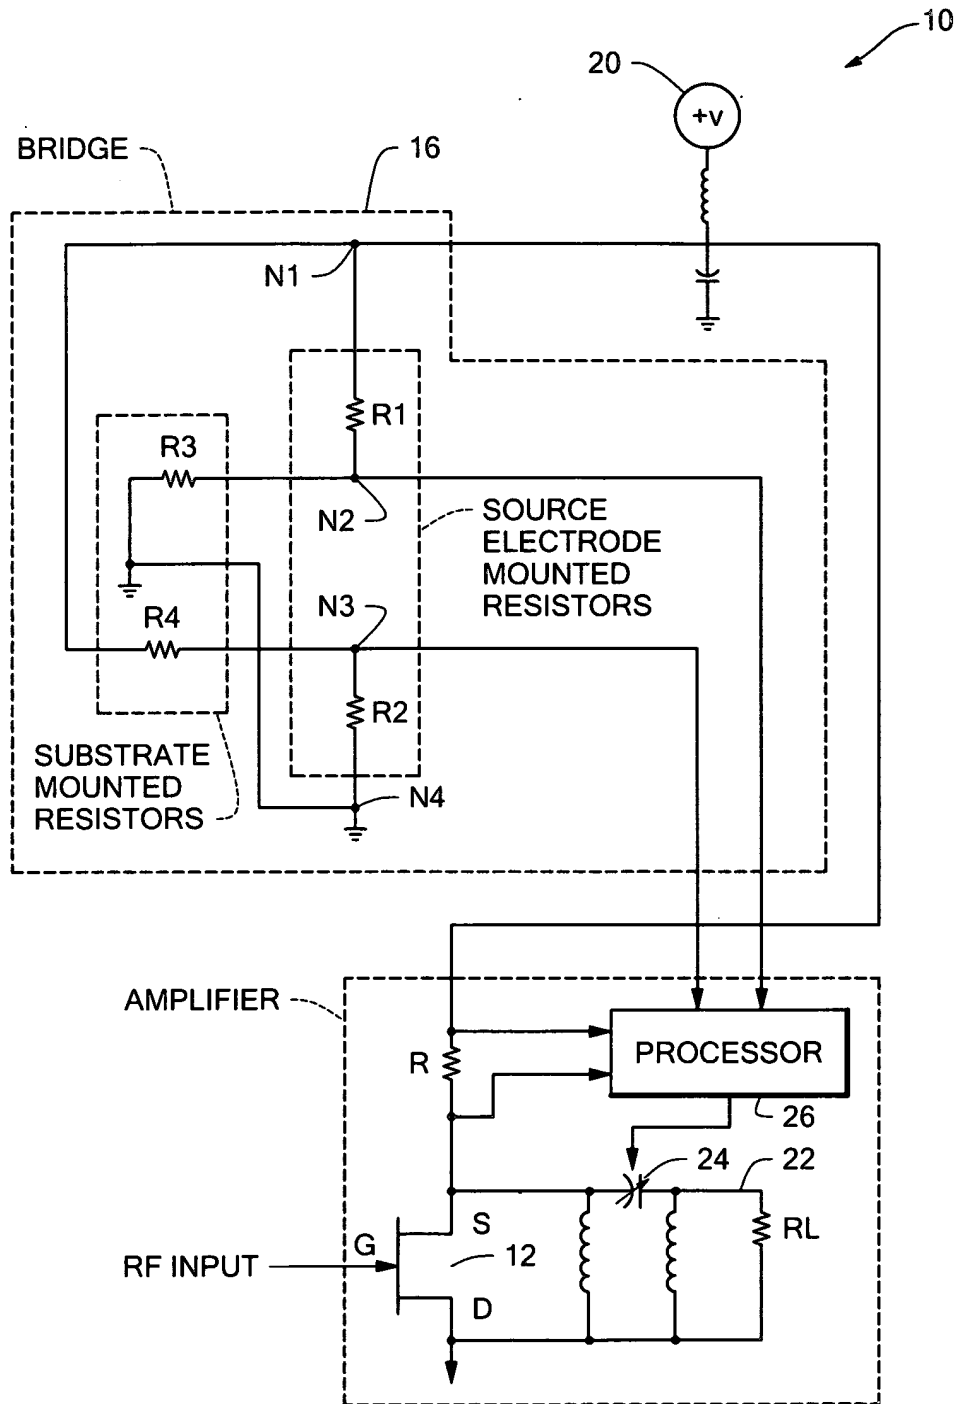 10
20
+v
BRIDGE
16
N1
R1
R3
N2
SOURCE
ELECTRODE
MOUNTED
RESISTORS
N3
R4
R2
SUBSTRATE
MOUNTED
RESISTORS
N4
AMPLIFIER
R
PROCESSOR
26
24
22
S
RL
G
12
RF INPUT
D